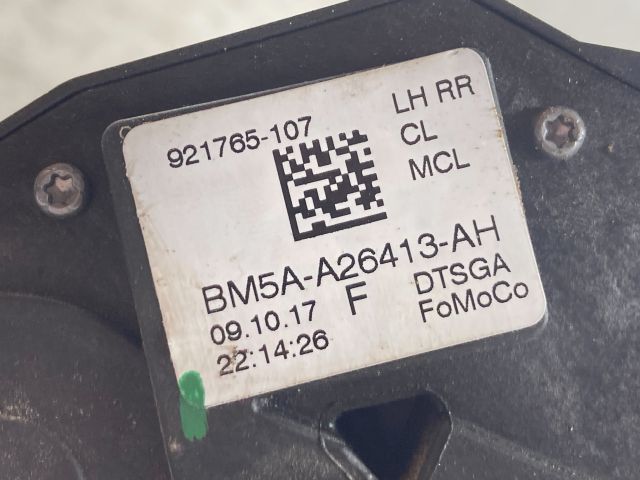 921765-107
LH RR
CL
MCL
BM5A-A26413-AH
09.10.17 F DTSGA
22:14:26 FoMoCo